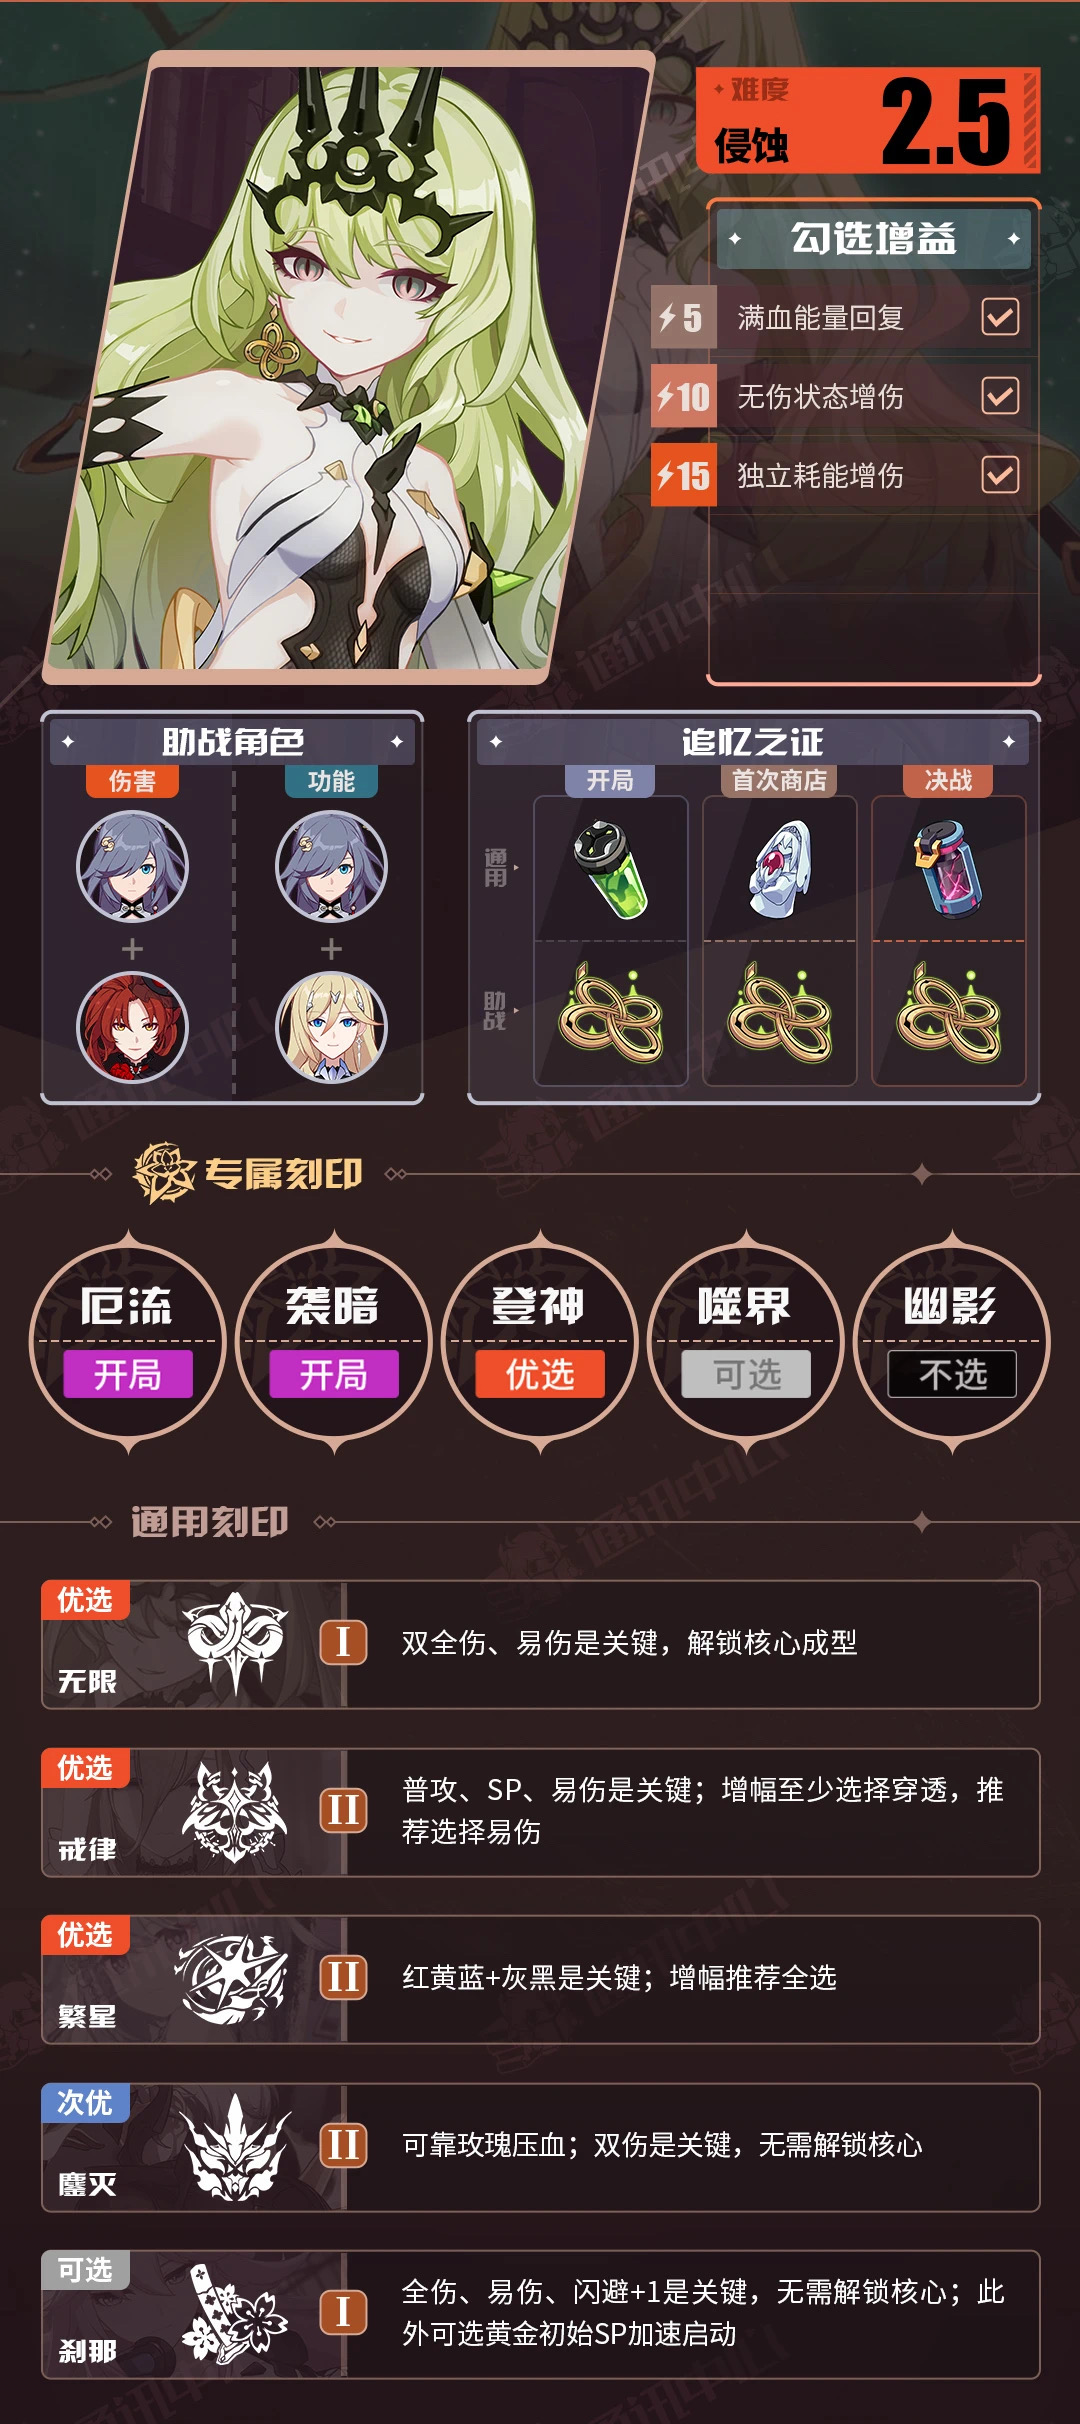 难度
侵蚀
2.5
勾选增益
5 满血能量回复
10 无伤状态增伤
15 独立耗能增伤
助战角色
伤害 功能
+ +
追忆之证
开局 首次商店 决战
通用
助战
专属刻印
厄流 袭暗 登神 噬界 幽影
开局 开局 优选 可选 不选
通用刻印
优选
无限
I
双全伤、易伤是关键，解锁核心成型
优选
戒律
II
普攻、SP、易伤是关键；增幅至少选择穿透，推
荐选择易伤
优选
繁星
II
红黄蓝+灰黑是关键；增幅推荐全选
次优
鏖灭
II
可靠玫瑰压血；双伤是关键，无需解锁核心
可选
刹那
I
全伤、易伤、闪避+1是关键，无需解锁核心；此
外可选黄金初始SP加速启动
通讯中心